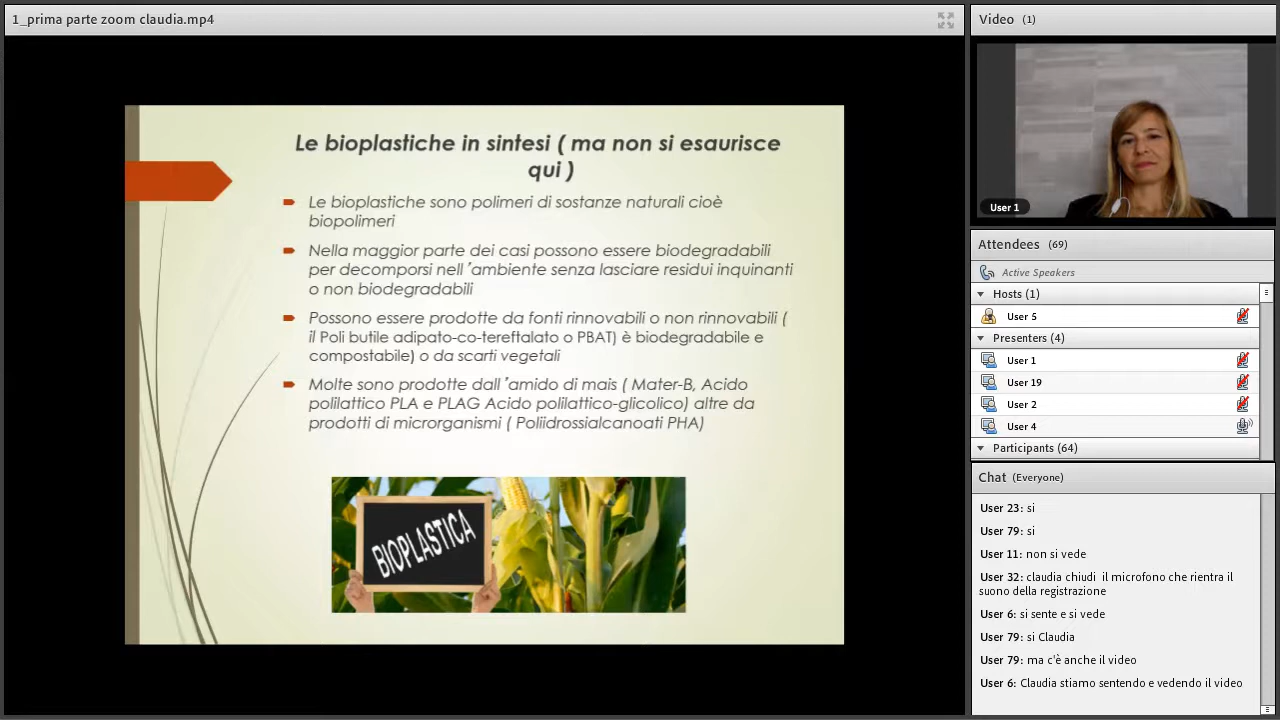 1_prima parte zoom claudia.mp4
Le bioplastiche in sintesi ( ma non si esaurisce
qui )
Le bioplastiche sono polimeri di sostanze naturali cioè
biopolimeri
Nella maggior parte dei casi possono essere biodegradabili
per decomporsi nell ’ambiente senza lasciare residui inquinanti
o non biodegradabili
Possono essere prodotte da fonti rinnovabili o non rinnovabili (
il Poli butile adipato-co-tereftalato o PBAT) è biodegradabile e
compostabile) o da scarti vegetali
Molte sono prodotte dall ’amido di mais ( Mater-B, Acido
polilattico PLA e PLAG Acido polilattico-glicolico) altre da
prodotti di microrganismi ( Poliidrossialcanoati PHA)
BIOPLASTICA
Video (1)
User 1
Attendees (69)
Active Speakers
Hosts (1)
User 5
Presenters (4)
User 1
User 19
User 2
User 4
Participants (64)
Chat (Everyone)
User 23: si
User 79: si
User 11: non si vede
User 32: claudia chiudi il microfono che rientra il
suono della registrazione
User 6: si sente e si vede
User 79: si Claudia
User 79: ma c'è anche il video
User 6: Claudia stiamo sentendo e vedendo il video